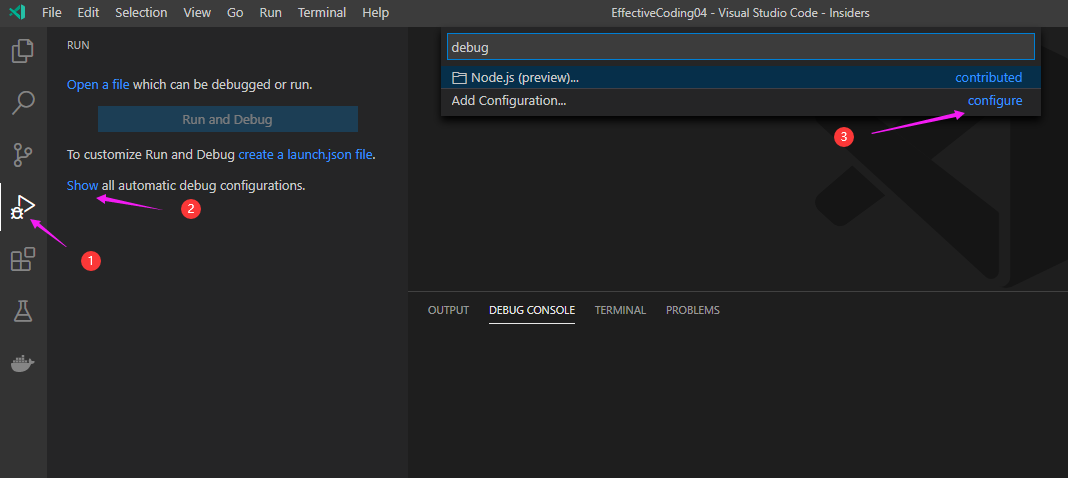 File Edit Selection View Go Run Terminal Help
EffectiveCoding04 - Visual Studio Code - Insiders
RUN
Open a file which can be debugged or run.
Run and Debug
To customize Run and Debug create a launch.json file.
Show all automatic debug configurations.
2
1
debug
Node.js (preview)... contributed
Add Configuration... configure
3
OUTPUT DEBUG CONSOLE TERMINAL PROBLEMS